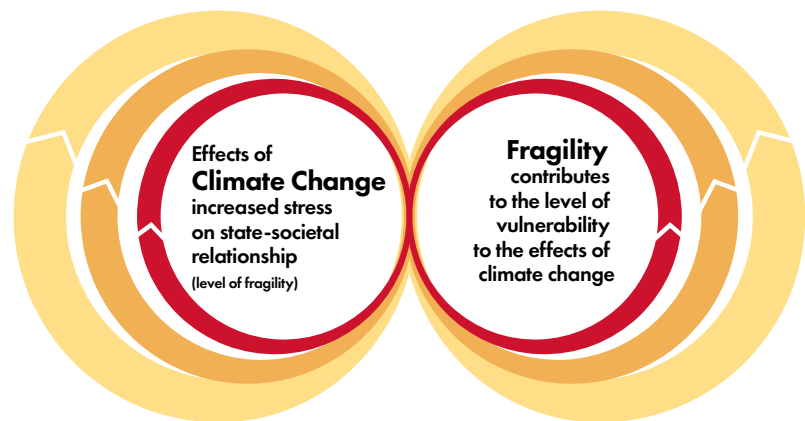 Effects of
Climate Change
increased stress
on state-societal
relationship
(level of fragility)
Fragility
contributes
to the level of
vulnerability
to the effects of
climate change